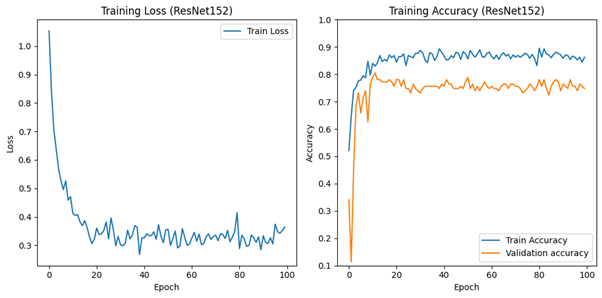 Training Loss (ResNet152)
Train Loss
1.0
0.9
0.8
0.7
0.6
0.5
0.4
0.3
Loss
0 20 40 60 80 100
Epoch
Training Accuracy (ResNet152)
1.0
0.9
0.8
0.7
0.6
0.5
0.4
0.3
0.2
0.1
Accuracy
Train Accuracy
Validation accuracy
0 20 40 60 80 100
Epoch